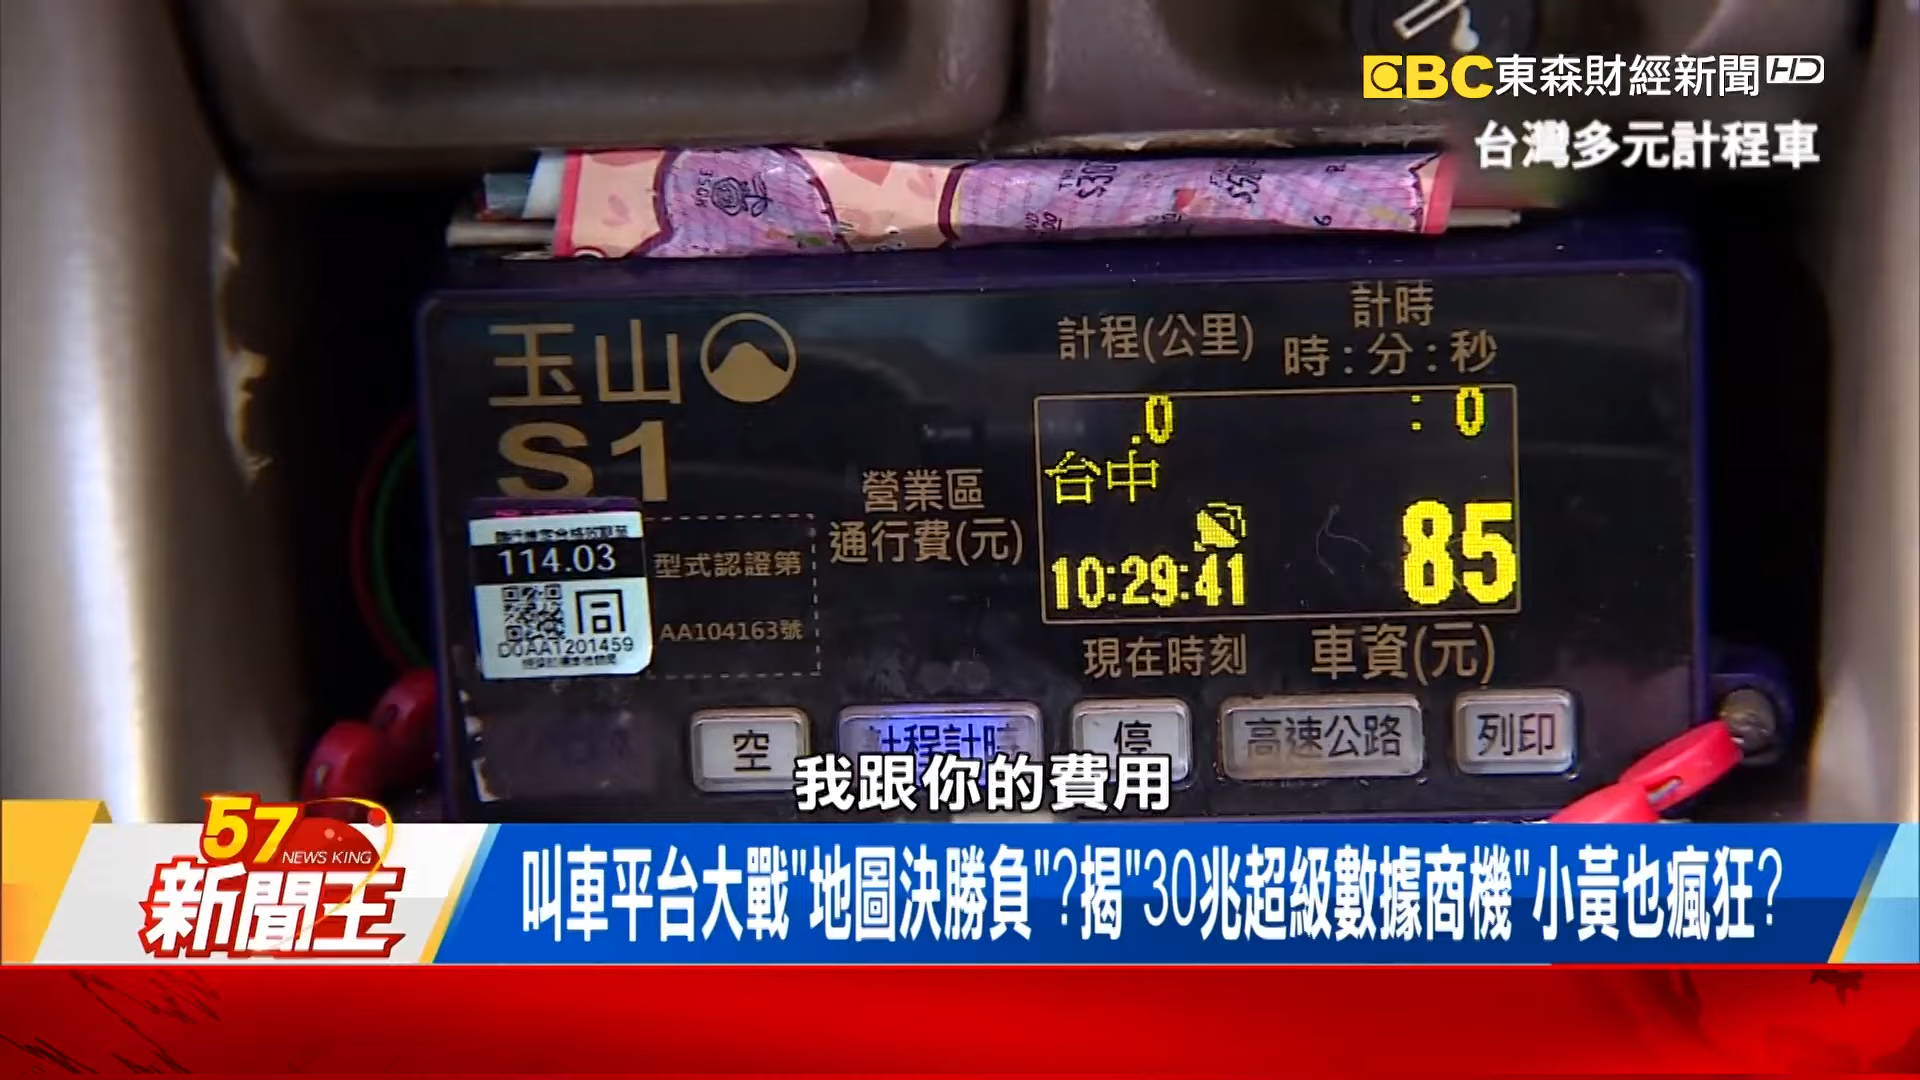 EBC東森財經新聞HD
台灣多元計程車
玉山
S1
計程(公里)
計時
時:分:秒
.0
: 0
台中
營業區
通行費(元)
85
10:29:41
現在時刻
車資(元)
114.03
D0AA1201459
型式認證第
AA104163號
空
計程計時
停
高速公路
列印
我跟你的費用
57
NEWS KING
新聞王
叫車平台大戰"地圖決勝負"?揭"30兆超級數據商機"小黃也瘋狂?